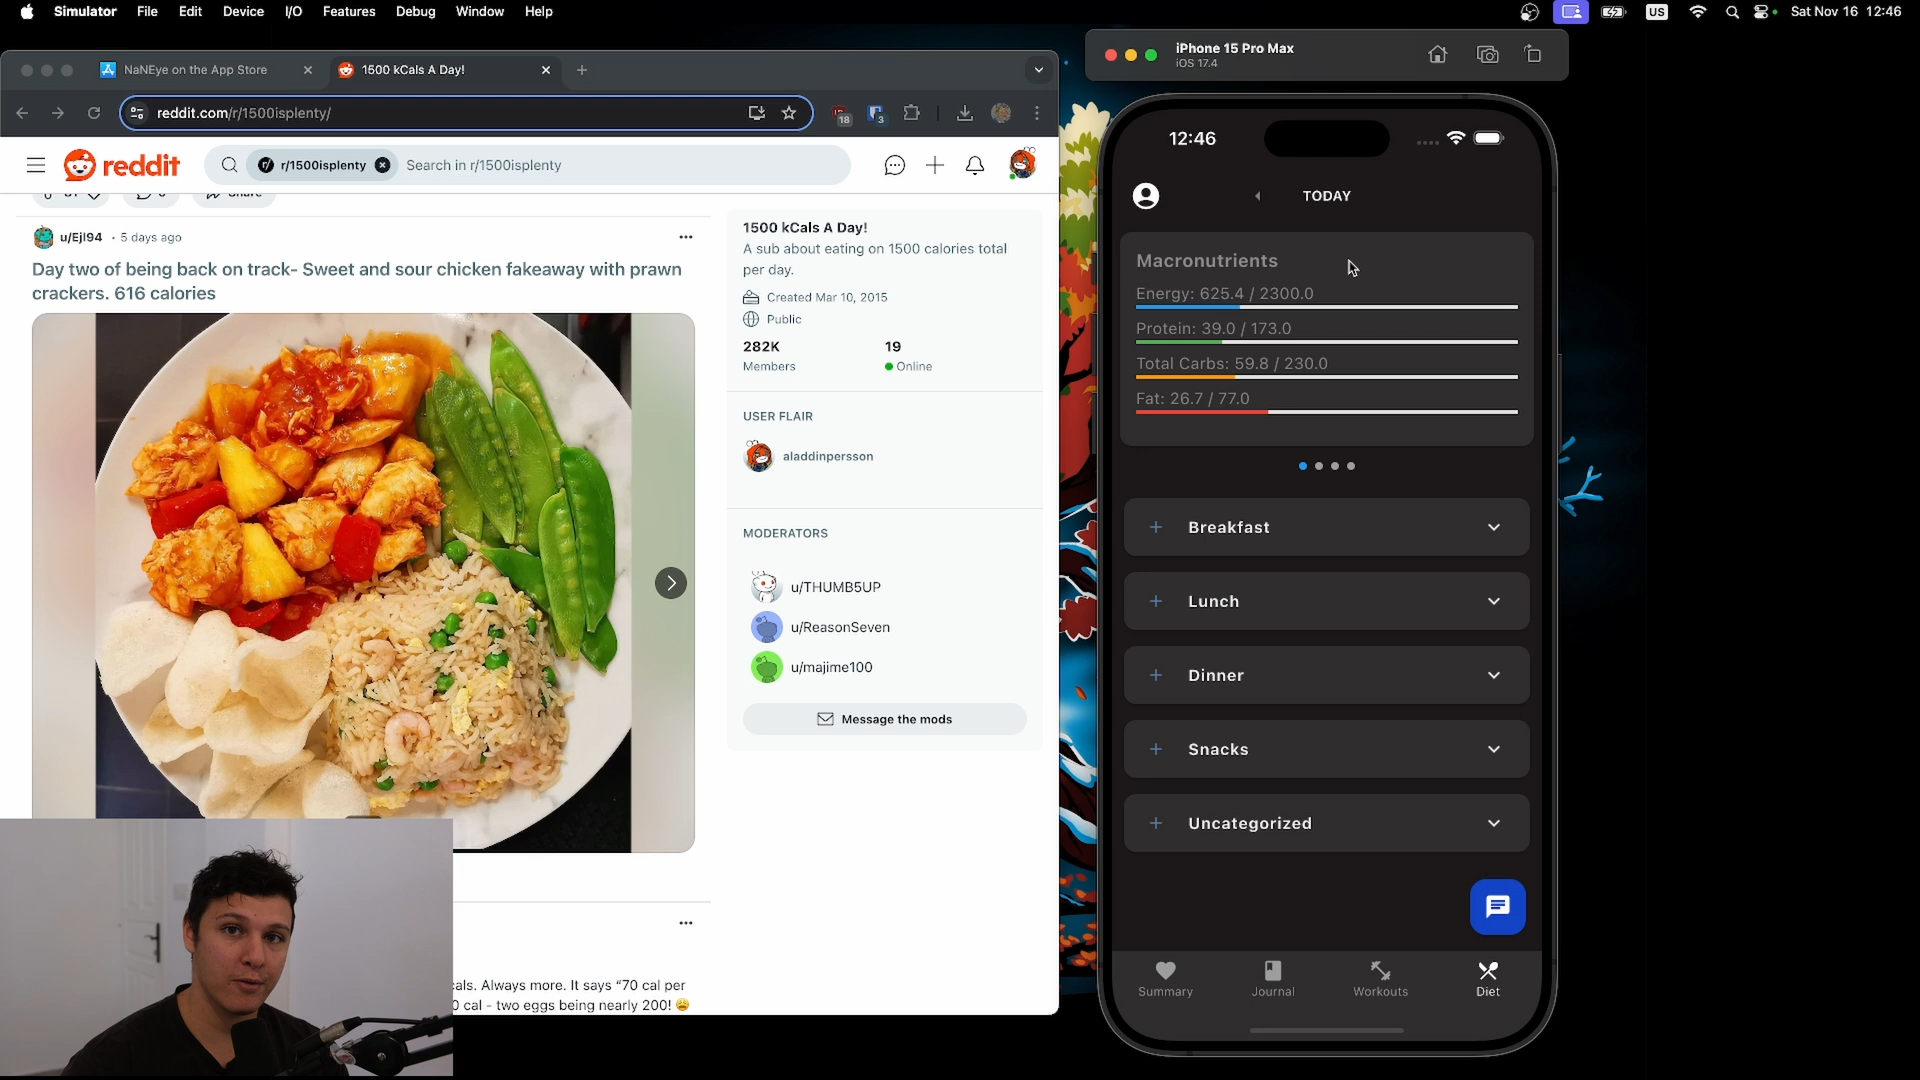 Simulator File Edit Device I/O Features Debug Window Help
US Sat Nov 16 12:46
NaNEye on the App Store
1500 kCals A Day!
reddit.com/r/1500isplenty/
18
3
reddit
r/1500isplenty Search in r/1500isplenty
u/Ejl94 • 5 days ago
Day two of being back on track- Sweet and sour chicken fakeaway with prawn
crackers. 616 calories
cals. Always more. It says “70 cal per
0 cal - two eggs being nearly 200! 😩
1500 kCals A Day!
A sub about eating on 1500 calories total
per day.
Created Mar 10, 2015
Public
282K 19
Members Online
USER FLAIR
aladdinpersson
MODERATORS
u/THUMB5UP
u/ReasonSeven
u/majime100
Message the mods
iPhone 15 Pro Max
iOS 17.4
12:46
TODAY
Macronutrients
Energy: 625.4 / 2300.0
Protein: 39.0 / 173.0
Total Carbs: 59.8 / 230.0
Fat: 26.7 / 77.0
+ Breakfast
+ Lunch
+ Dinner
+ Snacks
+ Uncategorized
Summary Journal Workouts Diet